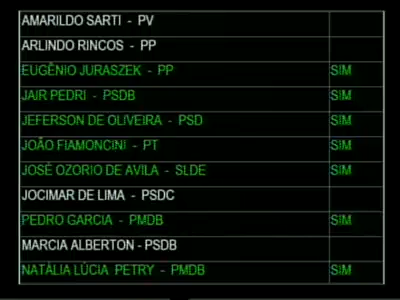 AMARILDO SARTI - PV
ARLINDO RINCOS - PP
EUGÊNIO JURASZEK - PP SIM
JAIR PEDRI - PSDB SIM
JEFERSON DE OLIVEIRA - PSD SIM
JOÃO FIAMONCINI - PT SIM
JOSÉ OZORIO DE AVILA - SLDE SIM
JOCIMAR DE LIMA - PSDC
PEDRO GARCIA - PMDB SIM
MARCIA ALBERTON - PSDB
NATÁLIA LÚCIA PETRY - PMDB SIM